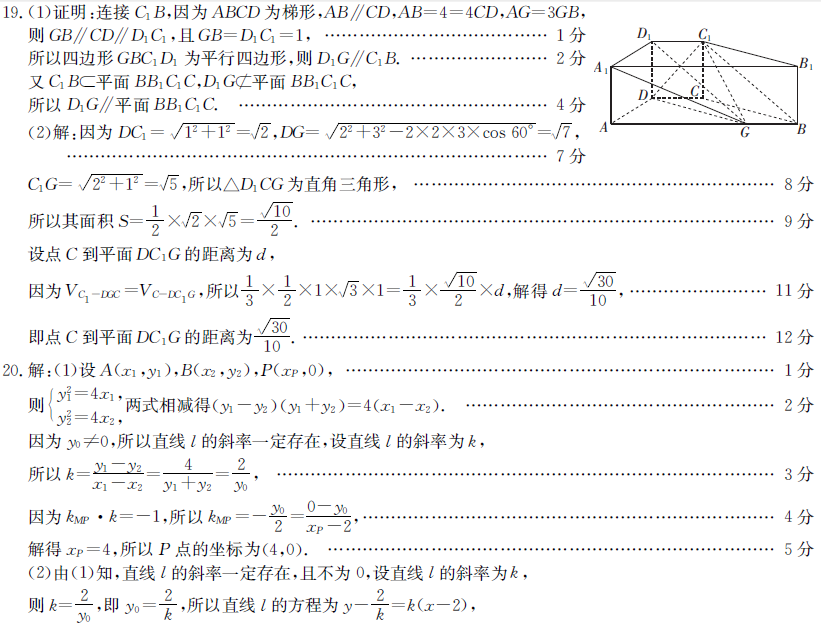 19.(1)证明:连接 C₁B,因为 ABCD 为梯形,AB∥CD,AB=4=4CD,AG=3GB,
则 GB∥CD∥D₁C₁,且 GB=D₁C₁=1, …… 1 分
所以四边形 GBC₁D₁ 为平行四边形,则 D₁G∥C₁B. …… 2 分
又 C₁B⊂平面 BB₁C₁C,D₁G⊄平面 BB₁C₁C,
所以 D₁G∥平面 BB₁C₁C. …… 4 分
D₁ C₁
A₁ B₁
D C
A G B
(2)解:因为 DC₁=√(1²+1²)=√2,DG=√(2²+3²-2×2×3×cos 60°)=√7,
…… 7 分
C₁G=√(2²+1²)=√5,所以△D₁CG 为直角三角形, …… 8 分
所以其面积 S=1/2×√2×√5=√10/2. …… 9 分
设点 C 到平面 DC₁G 的距离为 d,
因为 V_{C₁-DGC}=V_{C-DC₁G},所以 1/3×1/2×1×√3×1=1/3×√10/2×d,解得 d=√30/10, …… 11 分
即点 C 到平面 DC₁G 的距离为 √30/10. …… 12 分
20.解:(1)设 A(x₁,y₁),B(x₂,y₂),P(x_P,0), …… 1 分
则{y₁²=4x₁, y₂²=4x₂,两式相减得(y₁-y₂)(y₁+y₂)=4(x₁-x₂). …… 2 分
因为 y₀≠0,所以直线 l 的斜率一定存在,设直线 l 的斜率为 k,
所以 k=(y₁-y₂)/(x₁-x₂)=4/(y₁+y₂)=2/y₀, …… 3 分
因为 k_{MP}·k=-1,所以 k_{MP}=-y₀/2=(0-y₀)/(x_P-2), …… 4 分
解得 x_P=4,所以 P 点的坐标为(4,0). …… 5 分
(2)由(1)知,直线 l 的斜率一定存在,且不为 0,设直线 l 的斜率为 k,
则 k=2/y₀,即 y₀=2/k,所以直线 l 的方程为 y-2/k=k(x-2),